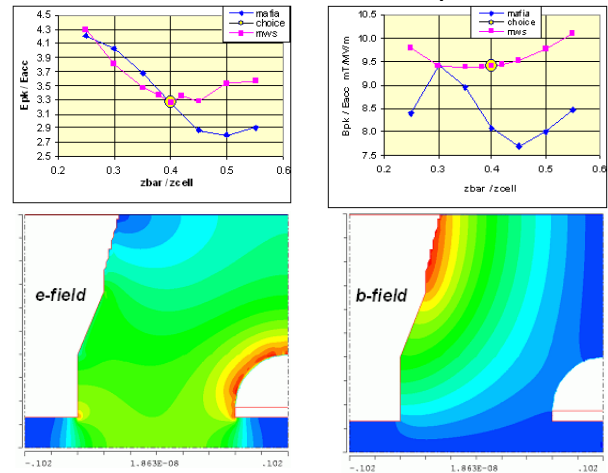 4.5
4.3
4.1
3.9
3.7
3.5
3.3
3.1
2.9
2.7
2.5
Epk / Eacc
0.2 0.3 0.4 0.5 0.6
zbar / zcell
mafia
choice
mws
10.5
10.0
9.5
9.0
8.5
8.0
7.5
Bpk / Eacc mT/MV/m
0.2 0.3 0.4 0.5 0.6
zbar / zcell
mafia
choice
mws
e-field
-.102 1.863E-08 .102
b-field
-.102 1.863E-08 .102